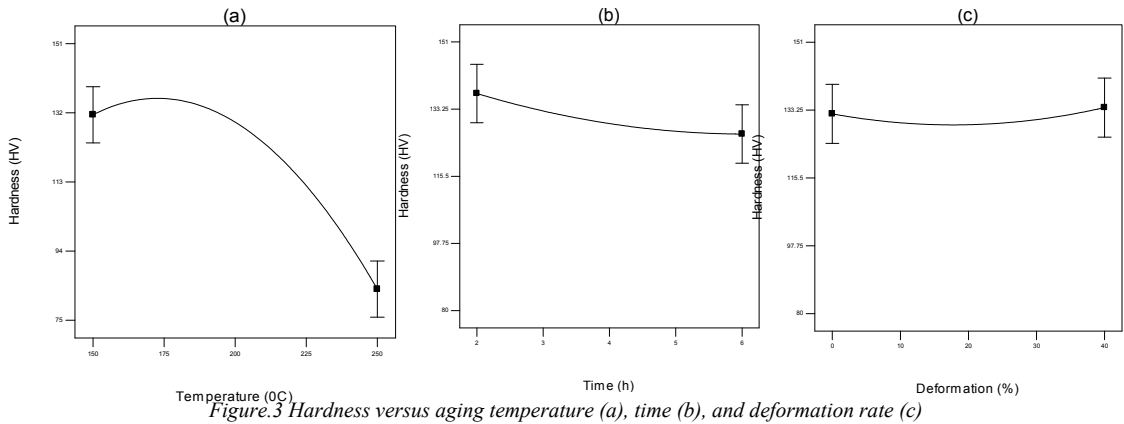 (a)
151
132
113
94
75
Hardness (HV)
150 175 200 225 250
Temperature (0C)
(b)
151
133.25
115.5
97.75
80
Hardness (HV)
2 3 4 5 6
Time (h)
(c)
151
133.25
115.5
97.75
80
Hardness (HV)
0 10 20 30 40
Deformation (%)
Figure.3 Hardness versus aging temperature (a), time (b), and deformation rate (c)